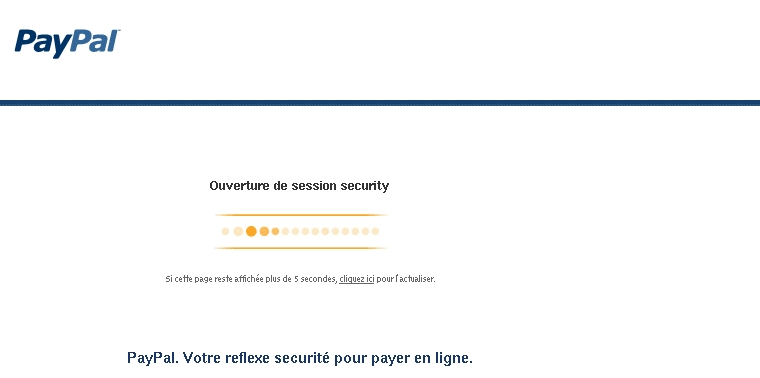 PayPal™
Ouverture de session security
Si cette page reste affichée plus de 5 secondes, cliquez ici pour l'actualiser.
PayPal. Votre reflexe securité pour payer en ligne.